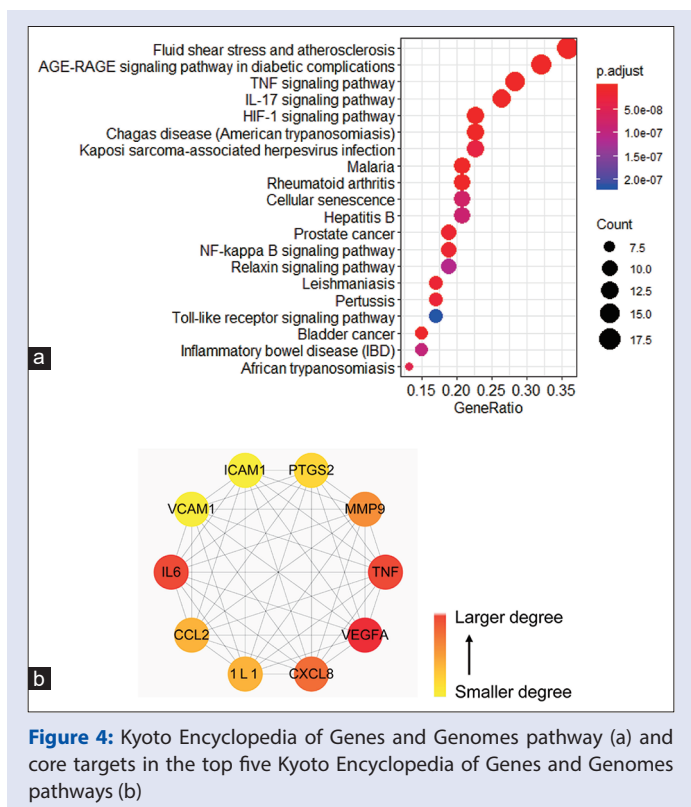 Fluid shear stress and atherosclerosis
AGE-RAGE signaling pathway in diabetic complications
TNF signaling pathway
IL-17 signaling pathway
HIF-1 signaling pathway
Chagas disease (American trypanosomiasis)
Kaposi sarcoma-associated herpesvirus infection
Malaria
Rheumatoid arthritis
Cellular senescence
Hepatitis B
Prostate cancer
NF-kappa B signaling pathway
Relaxin signaling pathway
Leishmaniasis
Pertussis
Toll-like receptor signaling pathway
Bladder cancer
Inflammatory bowel disease (IBD)
African trypanosomiasis
0.15 0.20 0.25 0.30 0.35
GeneRatio
p.adjust
5.0e-08
1.0e-07
1.5e-07
2.0e-07
Count
7.5
10.0
12.5
15.0
17.5
a
ICAM1 PTGS2
VCAM1 MMP9
IL6 TNF
CCL2 VEGFA
1L1 CXCL8
Larger degree
Smaller degree
b
Figure 4: Kyoto Encyclopedia of Genes and Genomes pathway (a) and
core targets in the top five Kyoto Encyclopedia of Genes and Genomes
pathways (b)